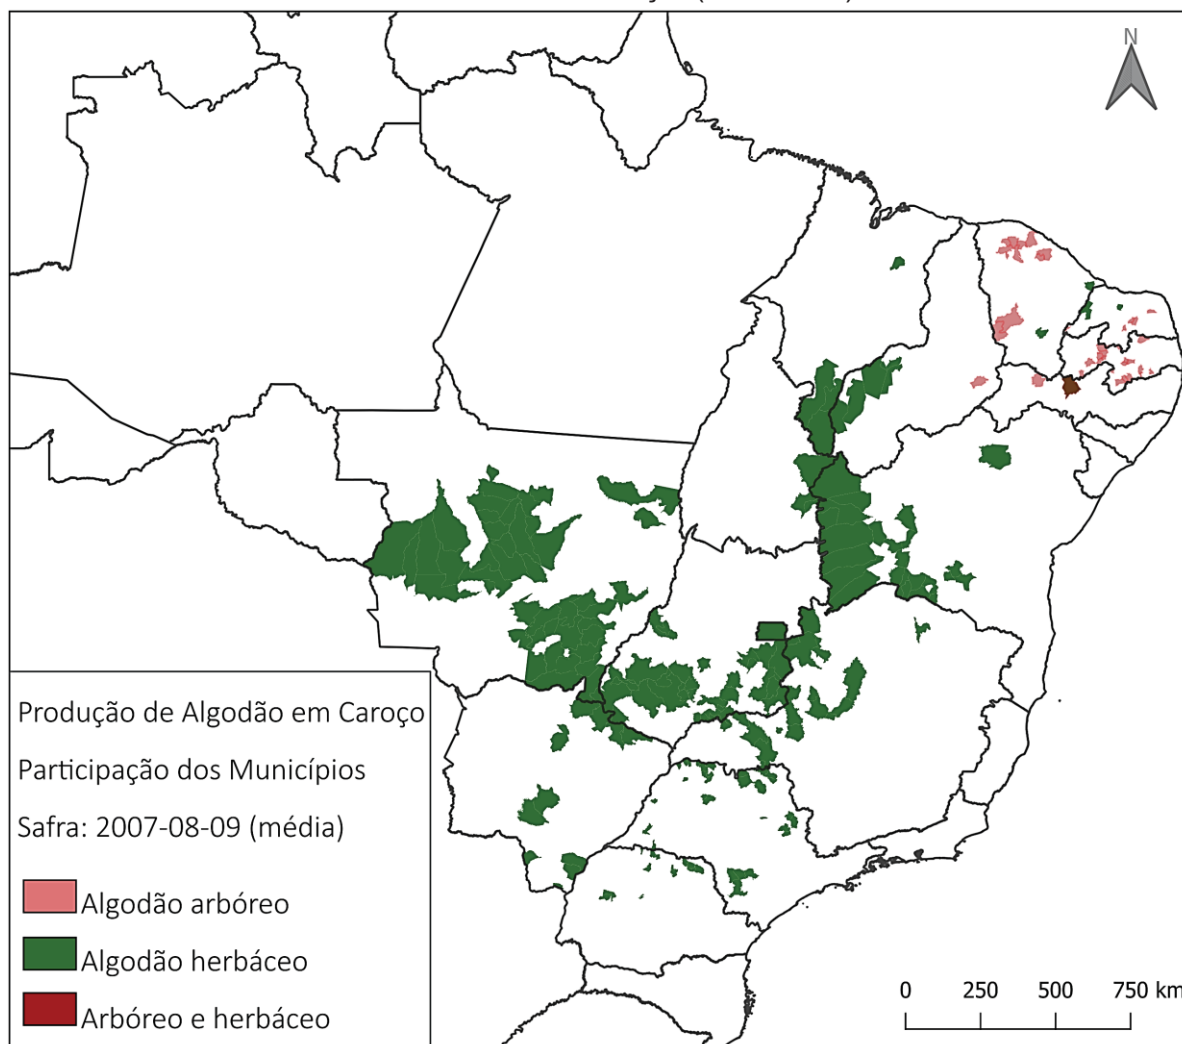 N
Produção de Algodão em Caroço
Participação dos Municípios
Safra: 2007-08-09 (média)
Algodão arbóreo
Algodão herbáceo
Arbóreo e herbáceo
0 250 500 750 km